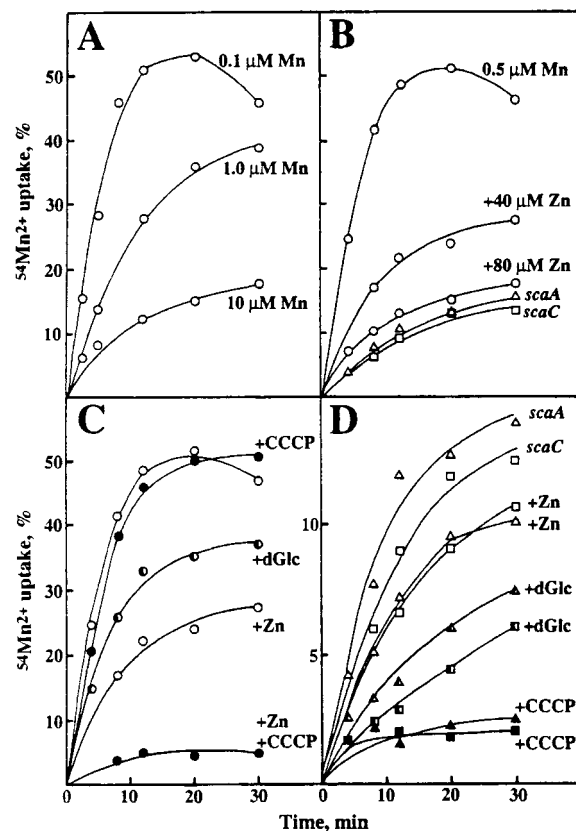 A
B
0.1 µM Mn
0.5 µM Mn
50
40
30
20
10
1.0 µM Mn
10 µM Mn
+40 µM Zn
+80 µM Zn
scaA
scaC
54Mn2+ uptake, %
C
D
+CCCP
+dGlc
+Zn
+Zn
+CCCP
scaA
scaC
+Zn
+Zn
+dGlc
+dGlc
+CCCP
+CCCP
50
40
30
20
10
10
5
54Mn2+ uptake, %
0 10 20 30
0 10 20 30
Time, min